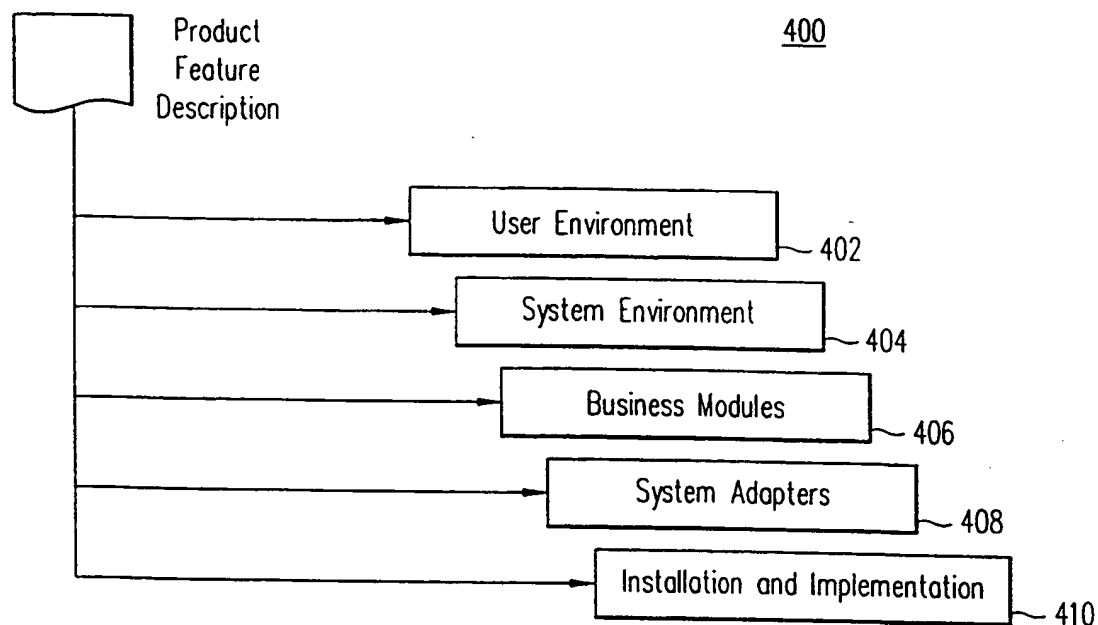 Product
Feature
Description
400
User Environment
402
System Environment
404
Business Modules
406
System Adapters
408
Installation and Implementation
410